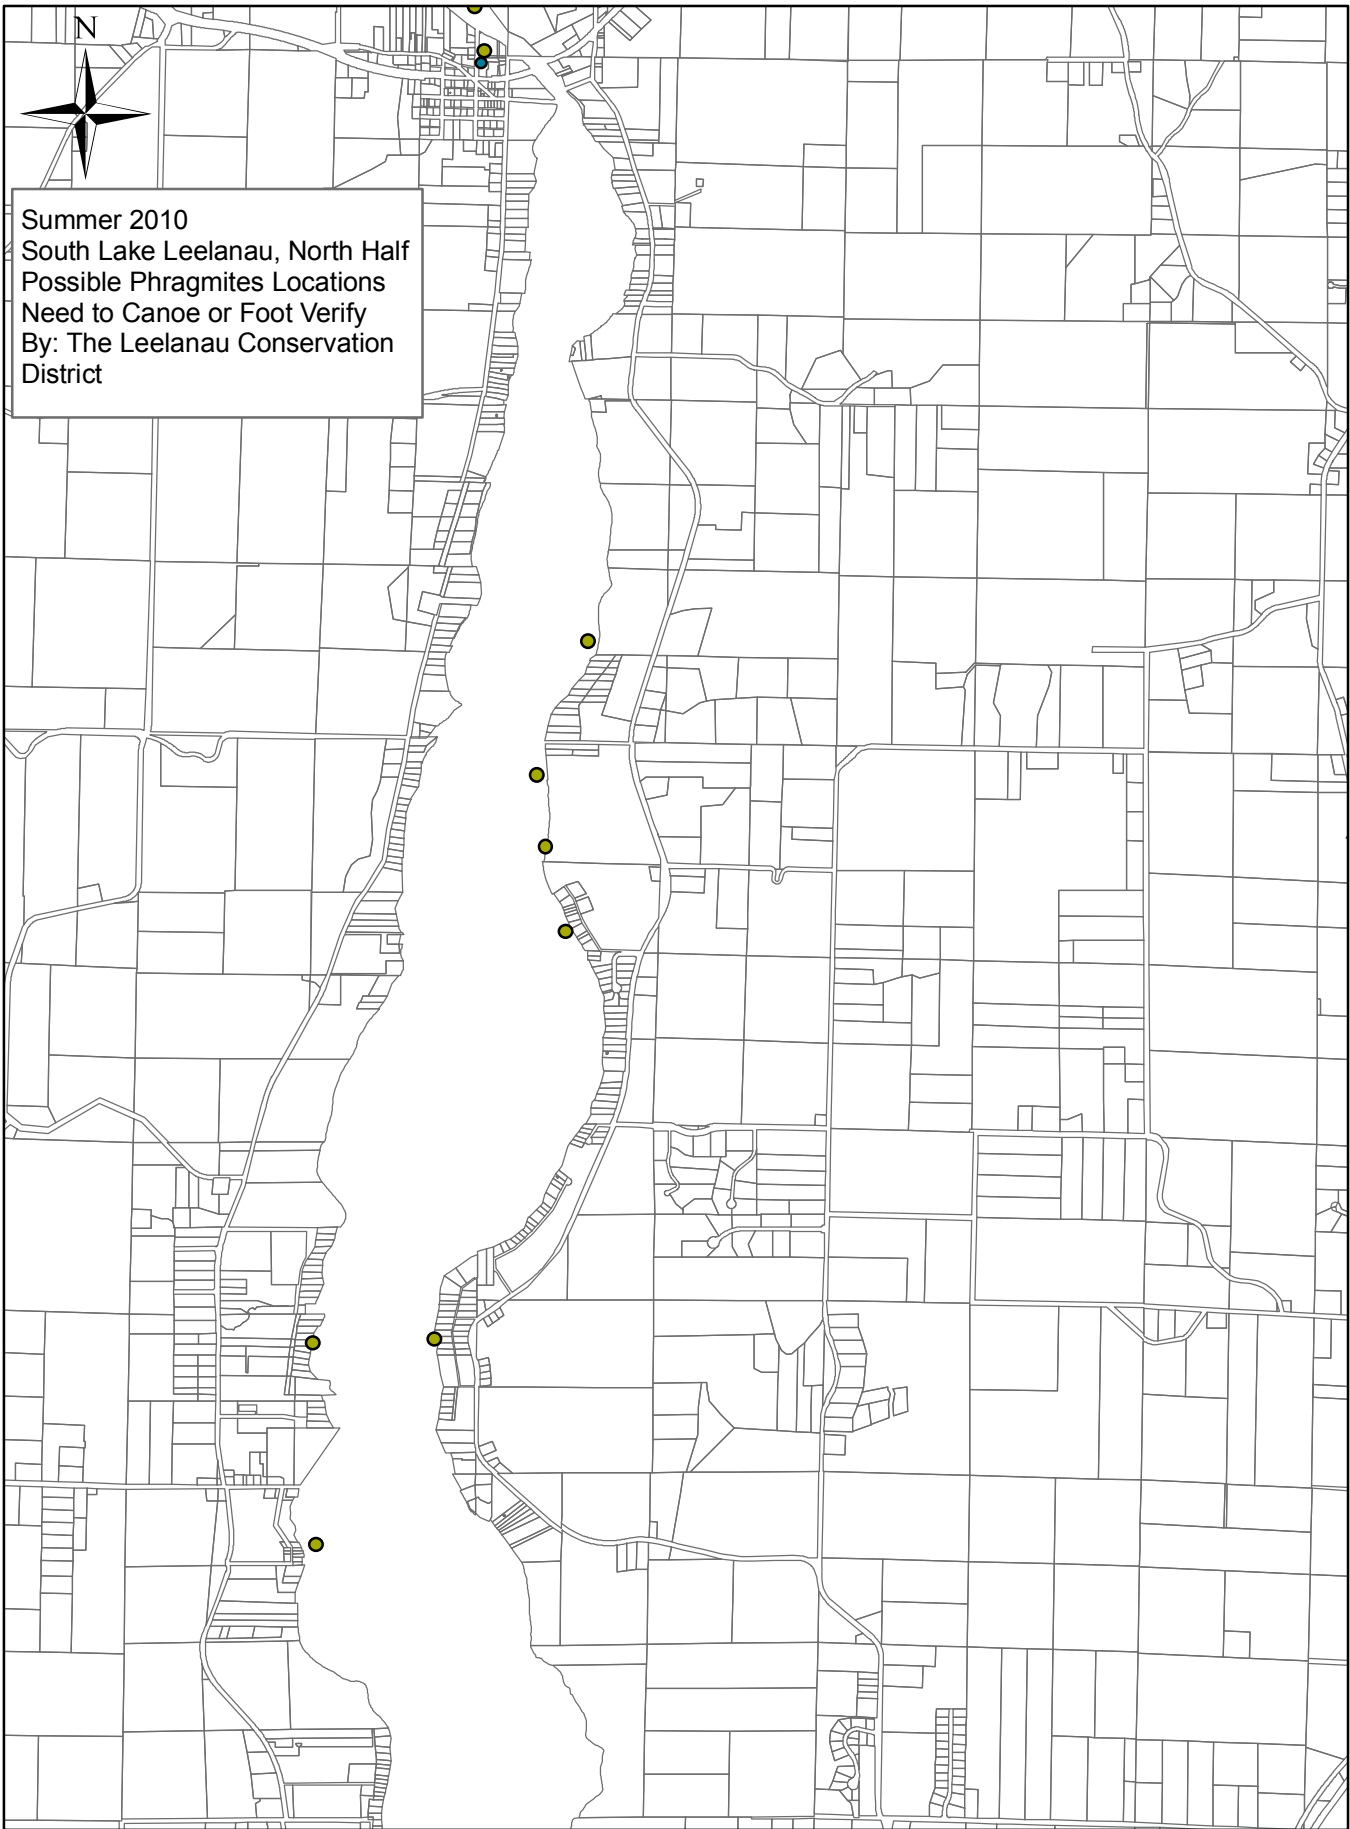 N
Summer 2010
South Lake Leelanau, North Half
Possible Phragmites Locations
Need to Canoe or Foot Verify
By: The Leelanau Conservation
District